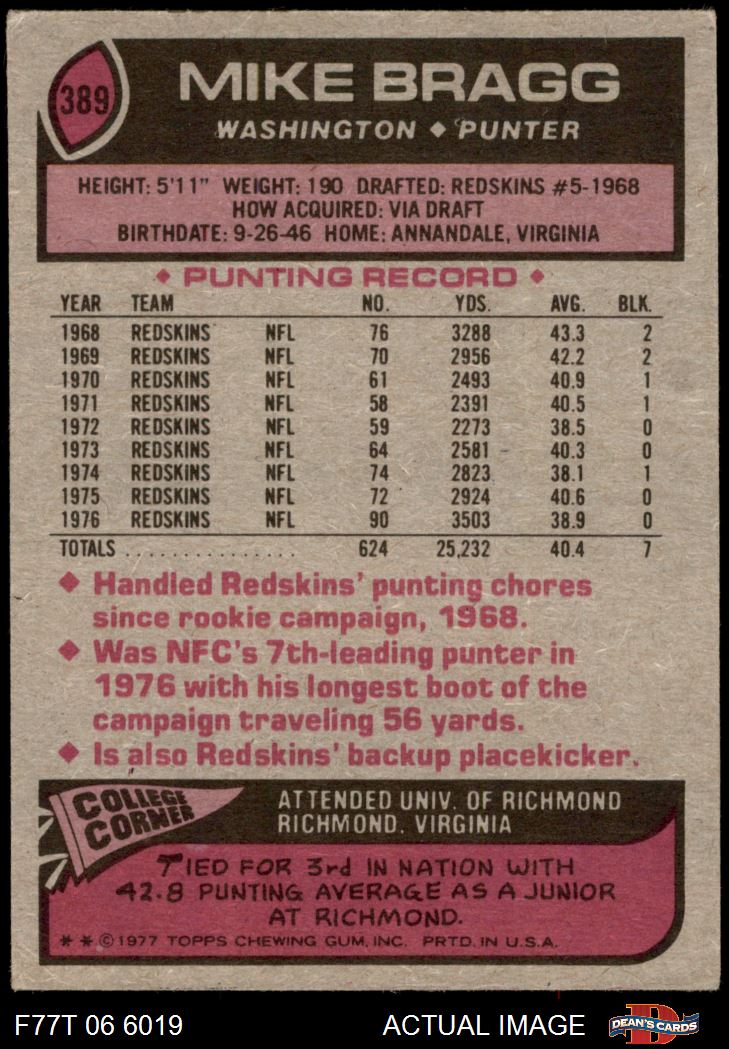 389
MIKE BRAGG
WASHINGTON ◆ PUNTER
HEIGHT: 5'11" WEIGHT: 190 DRAFTED: REDSKINS #5-1968
HOW ACQUIRED: VIA DRAFT
BIRTHDATE: 9-26-46 HOME: ANNANDALE, VIRGINIA
◆ PUNTING RECORD ◆
YEAR TEAM NO. YDS. AVG. BLK.
1968 REDSKINS NFL 76 3288 43.3 2
1969 REDSKINS NFL 70 2956 42.2 2
1970 REDSKINS NFL 61 2493 40.9 1
1971 REDSKINS NFL 58 2391 40.5 1
1972 REDSKINS NFL 59 2273 38.5 0
1973 REDSKINS NFL 64 2581 40.3 0
1974 REDSKINS NFL 74 2823 38.1 1
1975 REDSKINS NFL 72 2924 40.6 0
1976 REDSKINS NFL 90 3503 38.9 0
TOTALS ................ 624 25,232 40.4 7
◆ Handled Redskins' punting chores
since rookie campaign, 1968.
◆ Was NFC's 7th-leading punter in
1976 with his longest boot of the
campaign traveling 56 yards.
◆ Is also Redskins' backup placekicker.
COLLEGE
CORNER
ATTENDED UNIV. OF RICHMOND
RICHMOND, VIRGINIA
TIED FOR 3rd IN NATION WITH
42.8 PUNTING AVERAGE AS A JUNIOR
AT RICHMOND.
* * © 1977 TOPPS CHEWING GUM, INC. PRTD. IN U.S.A.
F77T 06 6019 ACTUAL IMAGE DEAN'S CARDS